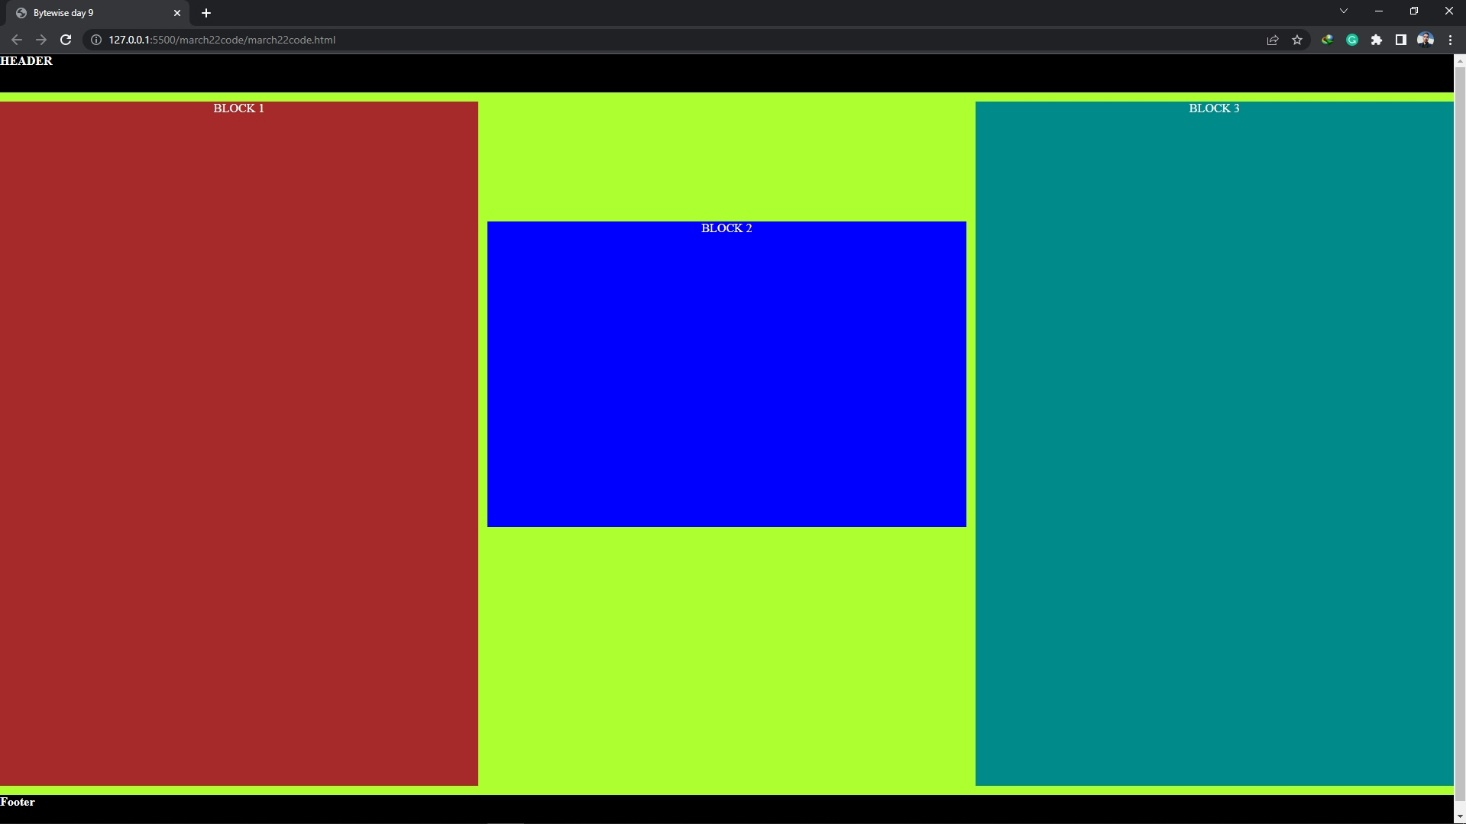 Bytewise day 9
127.0.0.1:5500/march22code/march22code.html
HEADER
BLOCK 1
BLOCK 2
BLOCK 3
Footer